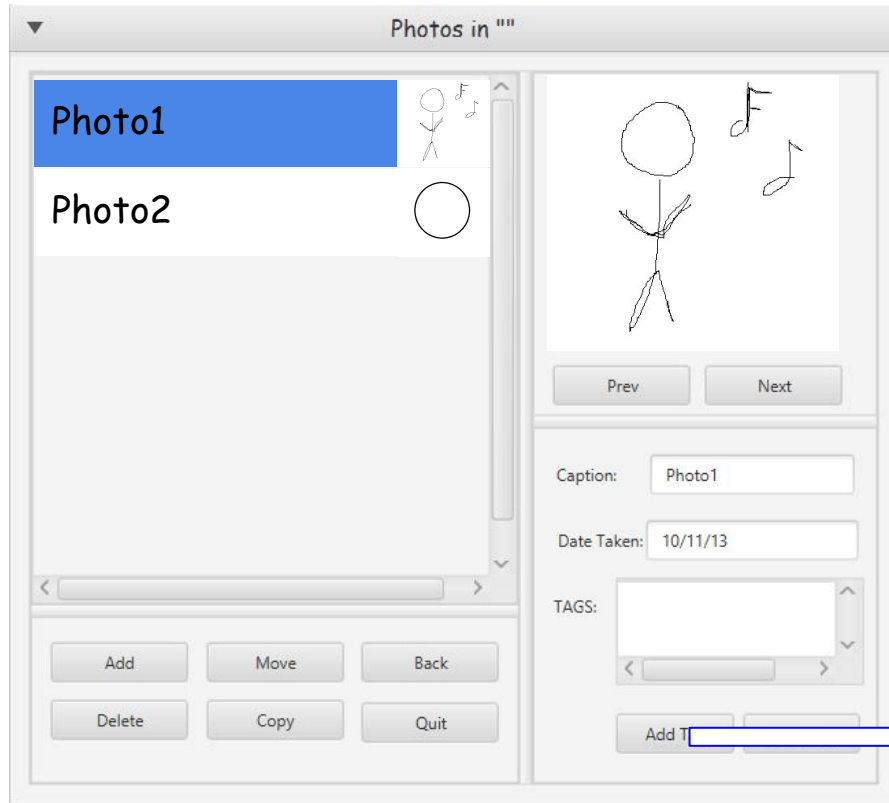 Photos in ""
Photo1
Photo2
Prev Next
Caption: Photo1
Date Taken: 10/11/13
TAGS:
Add Move Back
Delete Copy Quit
Add T